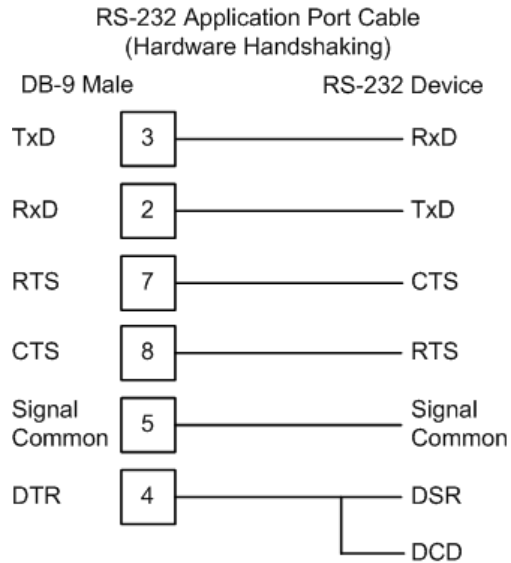 RS-232 Application Port Cable
(Hardware Handshaking)
DB-9 Male RS-232 Device
TxD 3 RxD
RxD 2 TxD
RTS 7 CTS
CTS 8 RTS
Signal
Common 5 Signal
Common
DTR 4 DSR
DCD